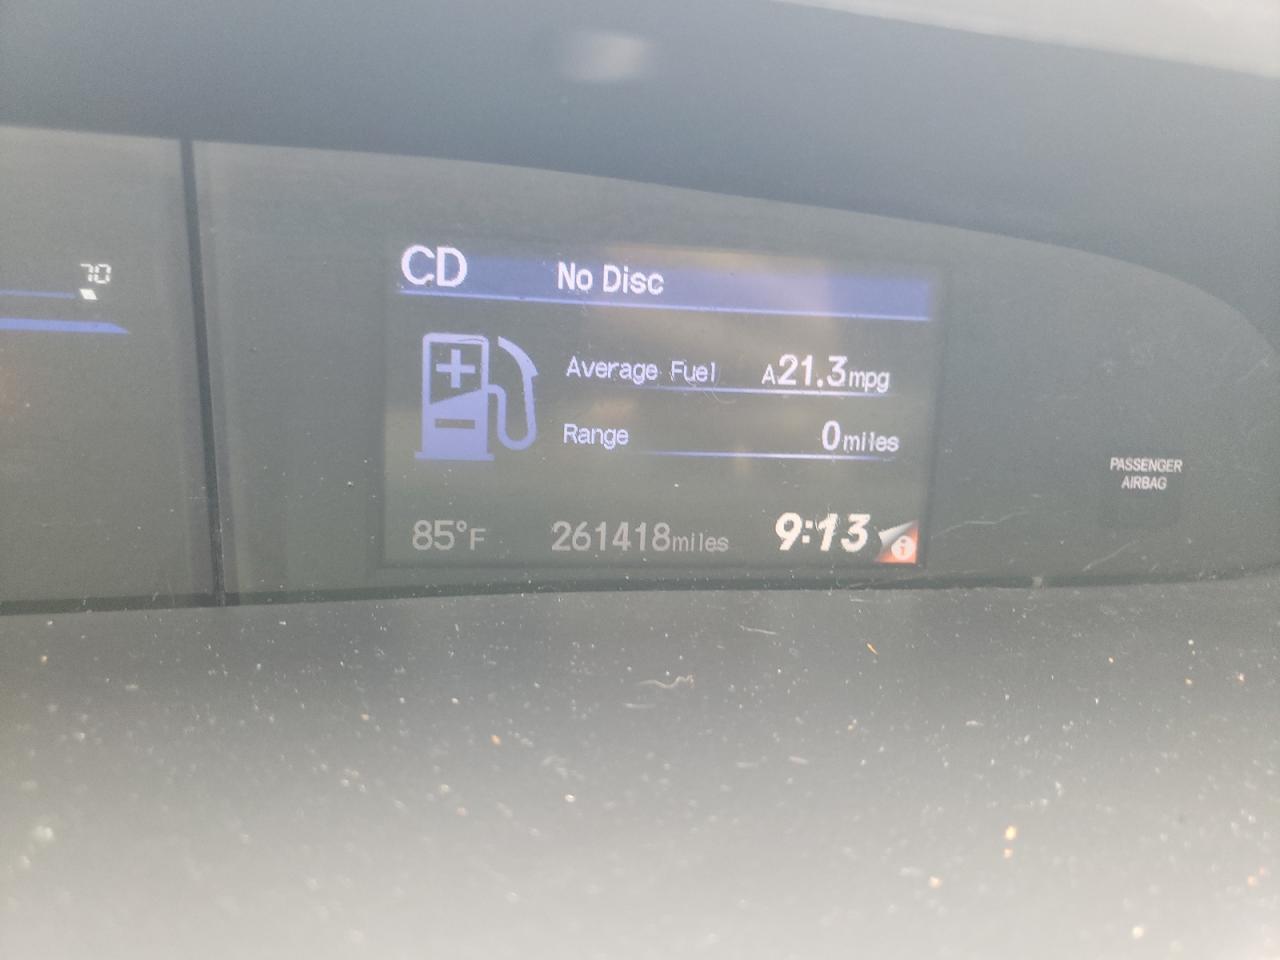 70
CD No Disc
Average Fuel A21.3mpg
Range 0miles
PASSENGER
AIRBAG
85°F 261418miles 9:13 i